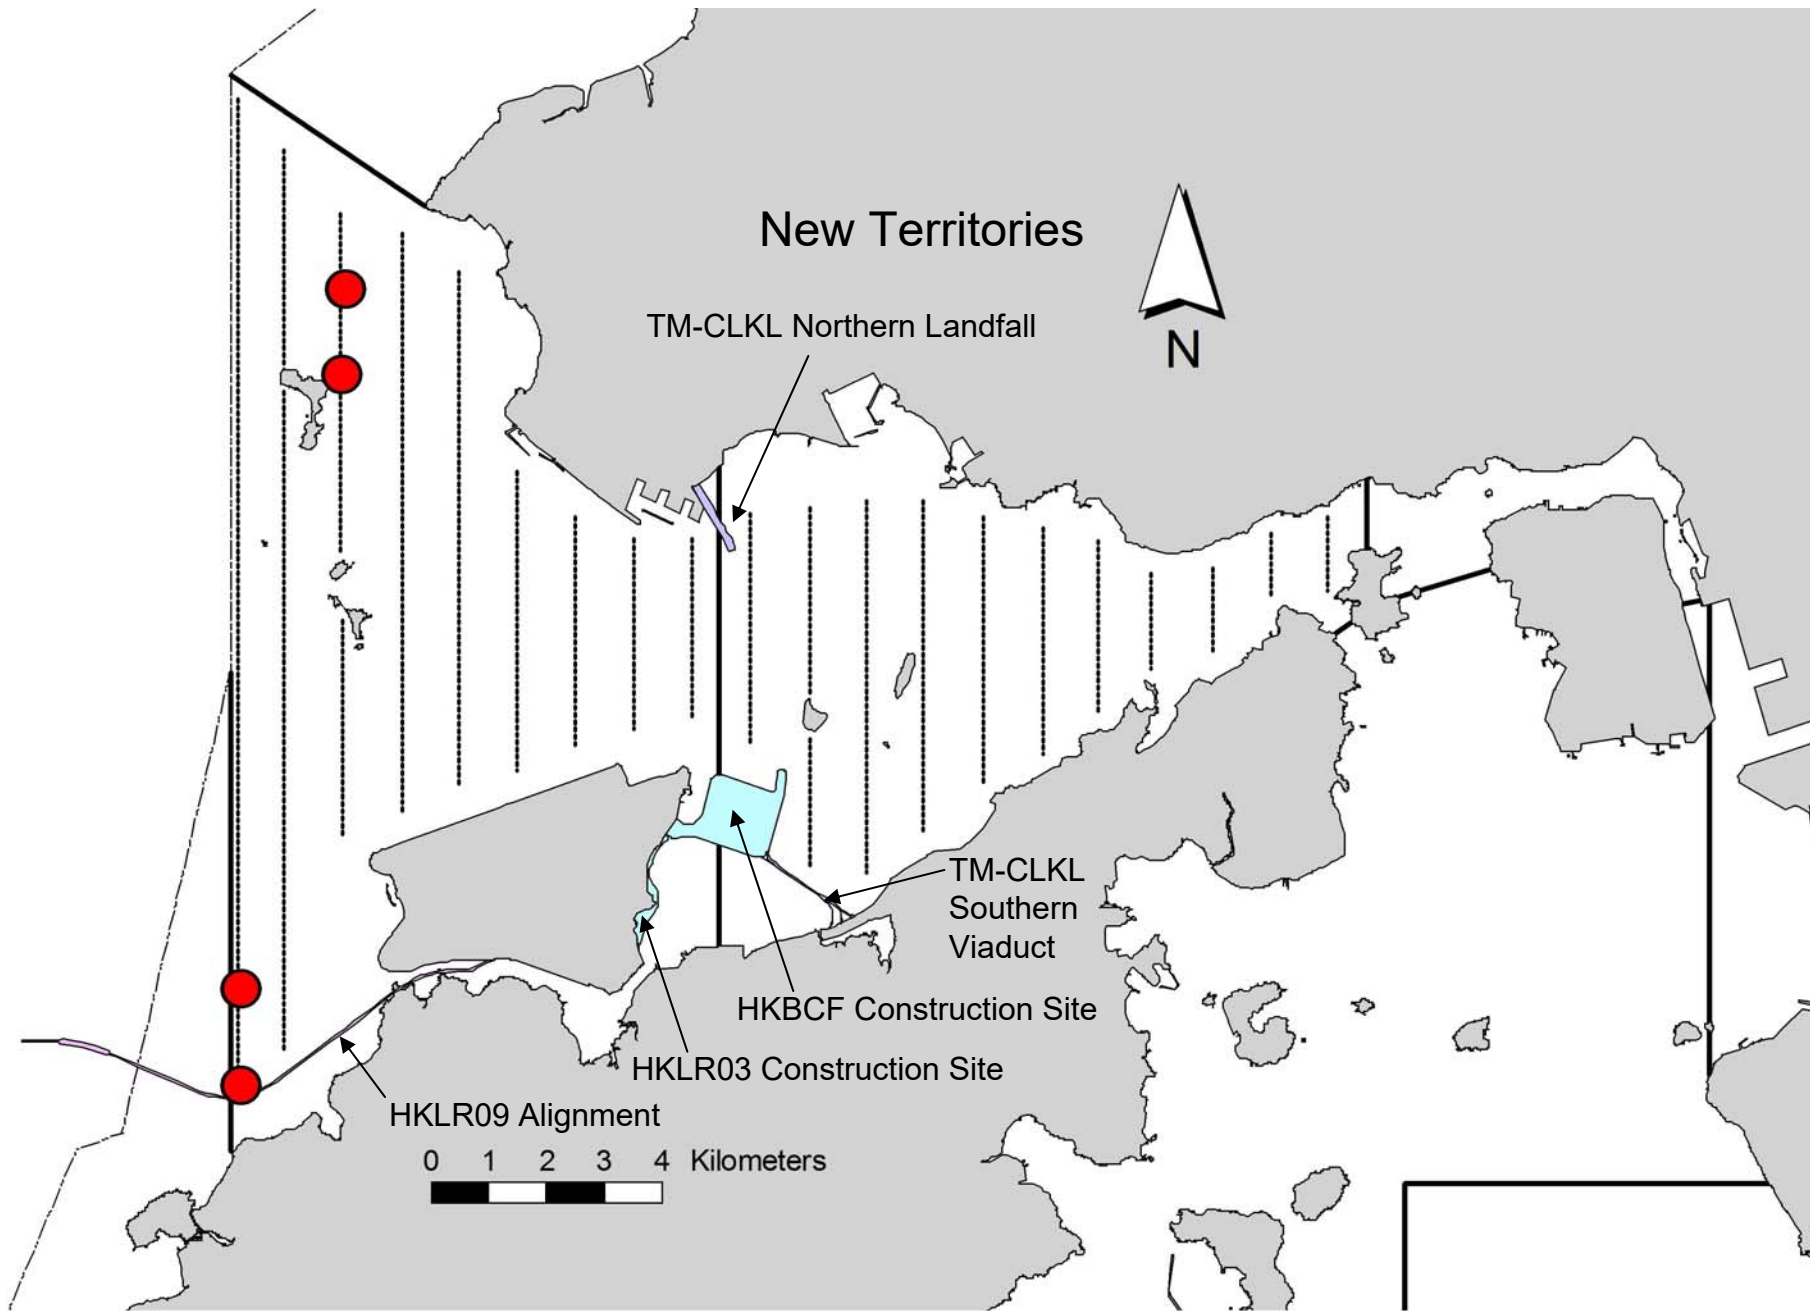 New Territories
TM-CLKL Northern Landfall
N
TM-CLKL
Southern
Viaduct
HKBCF Construction Site
HKLR03 Construction Site
HKLR09 Alignment
0 1 2 3 4 Kilometers